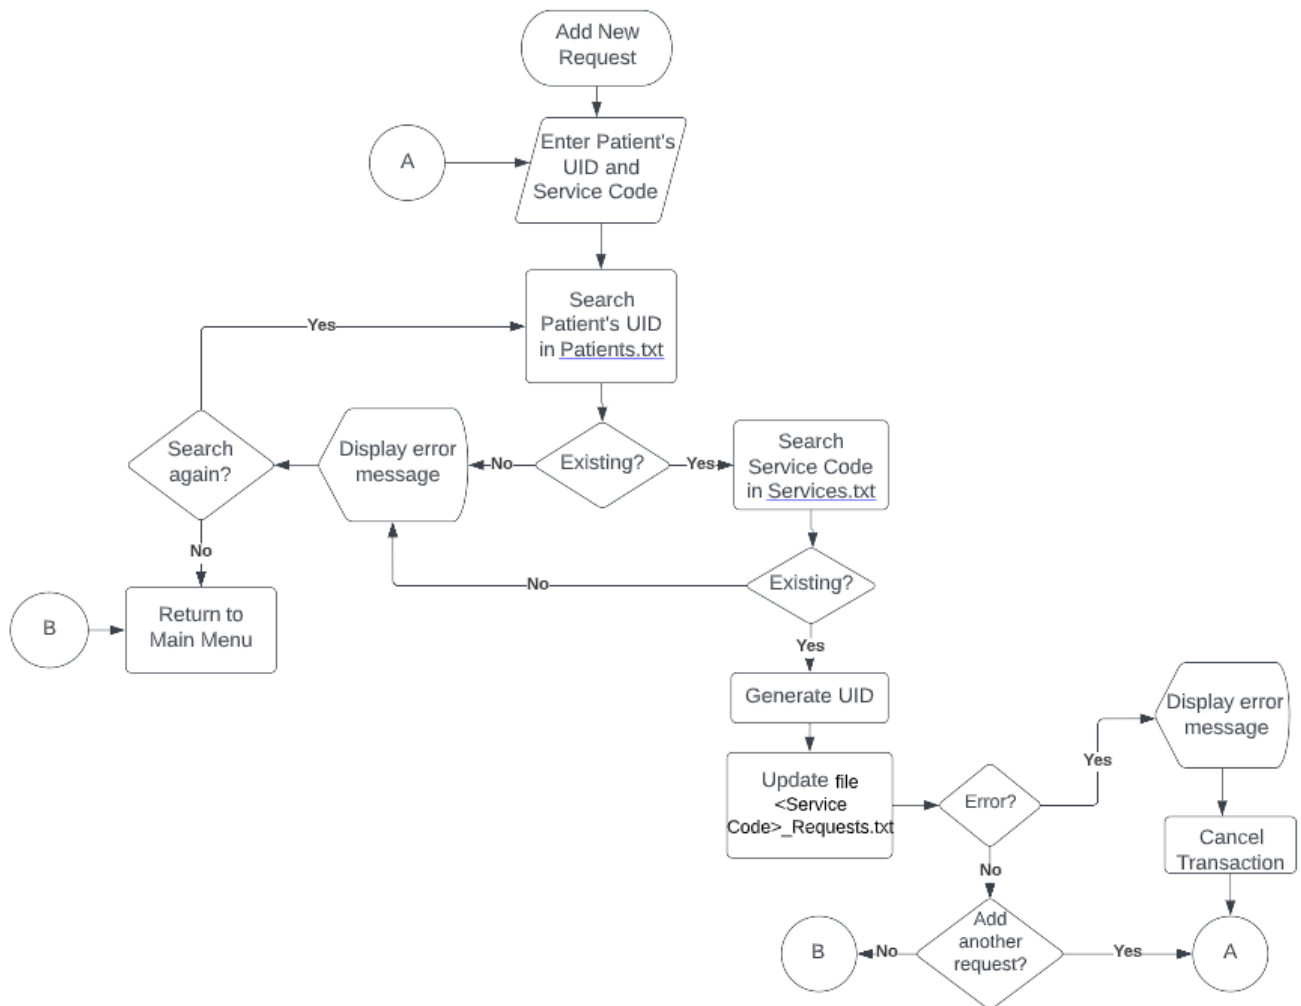 Add New
Request
A
Enter Patient's
UID and
Service Code
Search
Patient's UID
in Patients.txt
Yes
Search
again?
Display error
message
No
Existing?
Yes
Search
Service Code
in Services.txt
No
No
Existing?
B
Return to
Main Menu
Yes
Generate UID
Display error
message
Yes
Update file
<Service
Code>_Requests.txt
Error?
Cancel
Transaction
No
B
No
Add
another
request?
Yes
A